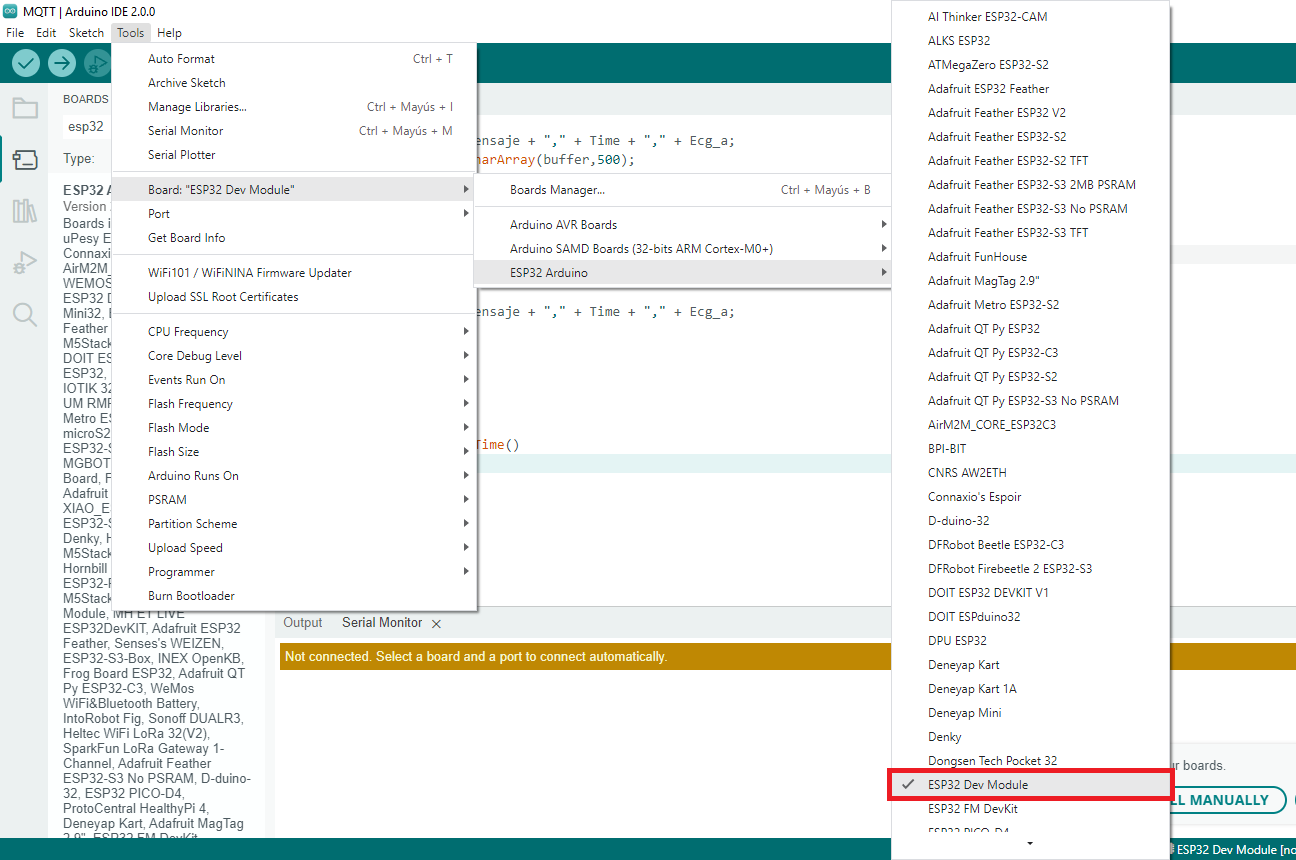 MQTT | Arduino IDE 2.0.0
File Edit Sketch Tools Help
Auto Format Ctrl + T
Archive Sketch
Manage Libraries... Ctrl + Mayús + I
Serial Monitor Ctrl + Mayús + M
Serial Plotter
Board: "ESP32 Dev Module"
Port
Get Board Info
WiFi101 / WiFiNINA Firmware Updater
Upload SSL Root Certificates
CPU Frequency
Core Debug Level
Events Run On
Flash Frequency
Flash Mode
Flash Size
Arduino Runs On
PSRAM
Partition Scheme
Upload Speed
Programmer
Burn Bootloader
Boards Manager... Ctrl + Mayús + B
Arduino AVR Boards
Arduino SAMD Boards (32-bits ARM Cortex-M0+)
ESP32 Arduino
AI Thinker ESP32-CAM
ALKS ESP32
ATMegaZero ESP32-S2
Adafruit ESP32 Feather
Adafruit Feather ESP32 V2
Adafruit Feather ESP32-S2
Adafruit Feather ESP32-S2 TFT
Adafruit Feather ESP32-S3 2MB PSRAM
Adafruit Feather ESP32-S3 No PSRAM
Adafruit Feather ESP32-S3 TFT
Adafruit FunHouse
Adafruit MagTag 2.9"
Adafruit Metro ESP32-S2
Adafruit QT Py ESP32
Adafruit QT Py ESP32-C3
Adafruit QT Py ESP32-S2
Adafruit QT Py ESP32-S3 No PSRAM
AirM2M_CORE_ESP32C3
BPI-BIT
CNRS AW2ETH
Connaxio's Espoir
D-duino-32
DFRobot Beetle ESP32-C3
DFRobot Firebeetle 2 ESP32-S3
DOIT ESP32 DEVKIT V1
DOIT ESPduino32
DPU ESP32
Deneyap Kart
Deneyap Kart 1A
Deneyap Mini
Denky
Dongsen Tech Pocket 32
ESP32 Dev Module
ESP32 FM DevKit
ESP32 PICO-D4
BOARDS
esp32
Type:
ESP32 A
Version
Boards i
uPesy E
Connaxi
AirM2M_
WEMOS
ESP32 D
Mini32, E
Feather
M5Stack
DOIT ES
ESP32,
IOTIK 32
UM RMP
Metro ES
microS2
ESP32-S
MGBOT
Board, F
Adafruit
XIAO_E
ESP32-S
Denky, H
M5Stack
Hornbill
ESP32-P
M5Stack
Module, MH ET LIVE
ESP32DevKIT, Adafruit ESP32
Feather, Senses's WEIZEN,
ESP32-S3-Box, INEX OpenKB,
Frog Board ESP32, Adafruit QT
Py ESP32-C3, WeMos
WiFi&Bluetooth Battery,
IntoRobot Fig, Sonoff DUALR3,
Heltec WiFi LoRa 32(V2),
SparkFun LoRa Gateway 1-
Channel, Adafruit Feather
ESP32-S3 No PSRAM, D-duino-
32, ESP32 PICO-D4,
ProtoCentral HealthyPi 4,
Deneyap Kart, Adafruit MagTag
2.9", ESP32 FM DevKit,
ensaje + "," + Time + "," + Ecg_a;
harArray(buffer,500);
ensaje + "," + Time + "," + Ecg_a;
Time()
Output Serial Monitor
Not connected. Select a board and a port to connect automatically.
ur boards.
LL MANUALLY
ESP32 Dev Module [no